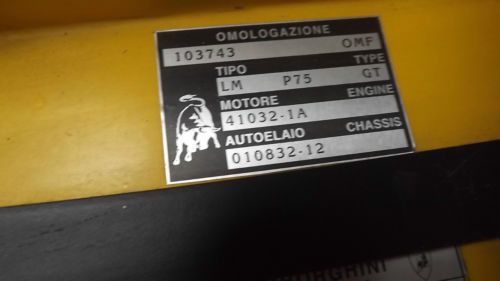 OMOLOGAZIONE
103743 OMF
TIPO TYPE
LM P75 GT
MOTORE ENGINE
41032-1A
AUTOELAIO CHASSIS
010832-12